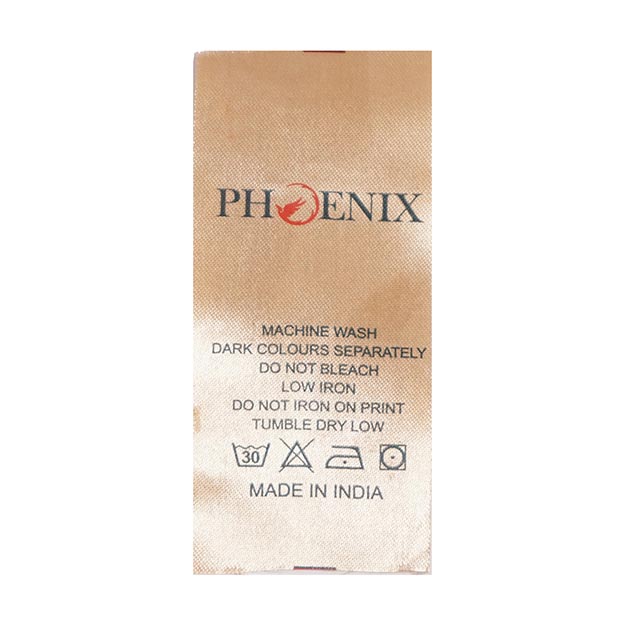 PHOENIX
MACHINE WASH
DARK COLOURS SEPARATELY
DO NOT BLEACH
LOW IRON
DO NOT IRON ON PRINT
TUMBLE DRY LOW
30
MADE IN INDIA